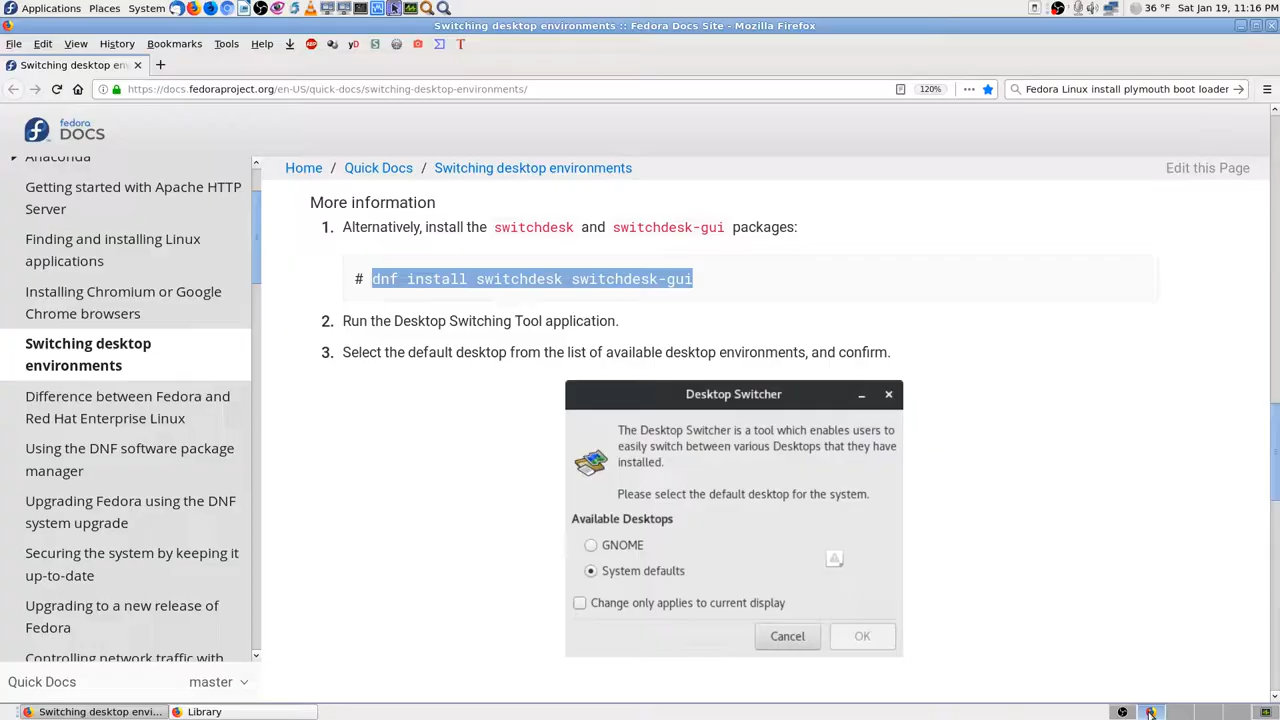 Applications Places System 36 °F Sat Jan 19, 11:16 PM
Switching desktop environments :: Fedora Docs Site - Mozilla Firefox
File Edit View History Bookmarks Tools Help
Switching desktop en
https://docs.fedoraproject.org/en-US/quick-docs/switching-desktop-environments/ 120% Fedora Linux install plymouth boot loader
fedora
DOCS
Home / Quick Docs / Switching desktop environments Edit this Page
Anaconda
Getting started with Apache HTTP
Server
Finding and installing Linux
applications
Installing Chromium or Google
Chrome browsers
Switching desktop
environments
Difference between Fedora and
Red Hat Enterprise Linux
Using the DNF software package
manager
Upgrading Fedora using the DNF
system upgrade
Securing the system by keeping it
up-to-date
Upgrading to a new release of
Fedora
Controlling network traffic with
Quick Docs master
More information
1. Alternatively, install the switchdesk and switchdesk-gui packages:
# dnf install switchdesk switchdesk-gui
2. Run the Desktop Switching Tool application.
3. Select the default desktop from the list of available desktop environments, and confirm.
Desktop Switcher
The Desktop Switcher is a tool which enables users to
easily switch between various Desktops that they have
installed.
Please select the default desktop for the system.
Available Desktops
GNOME
System defaults
Change only applies to current display
Cancel OK
Switching desktop envi... Library